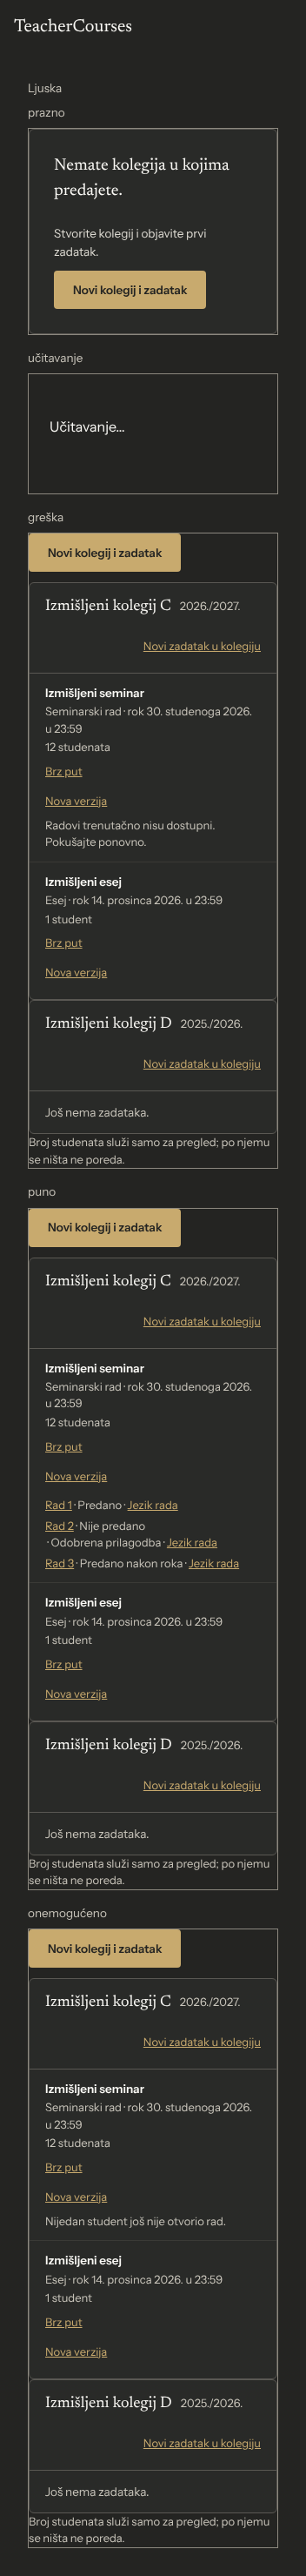 TeacherCourses
Ljuska
prazno
Nemate kolegija u kojima
predajete.
Stvorite kolegij i objavite prvi
zadatak.
Novi kolegij i zadatak
učitavanje
Učitavanje…
greška
Novi kolegij i zadatak
Izmišljeni kolegij C 2026./2027.
Novi zadatak u kolegiju
Izmišljeni seminar
Seminarski rad · rok 30. studenoga 2026.
u 23:59
12 studenata
Brz put
Nova verzija
Radovi trenutačno nisu dostupni.
Pokušajte ponovno.
Izmišljeni esej
Esej · rok 14. prosinca 2026. u 23:59
1 student
Brz put
Nova verzija
Izmišljeni kolegij D 2025./2026.
Novi zadatak u kolegiju
Još nema zadataka.
Broj studenata služi samo za pregled; po njemu
se ništa ne poreda.
puno
Novi kolegij i zadatak
Izmišljeni kolegij C 2026./2027.
Novi zadatak u kolegiju
Izmišljeni seminar
Seminarski rad · rok 30. studenoga 2026.
u 23:59
12 studenata
Brz put
Nova verzija
Rad 1 · Predano · Jezik rada
Rad 2 · Nije predano
· Odobrena prilagodba · Jezik rada
Rad 3 · Predano nakon roka · Jezik rada
Izmišljeni esej
Esej · rok 14. prosinca 2026. u 23:59
1 student
Brz put
Nova verzija
Izmišljeni kolegij D 2025./2026.
Novi zadatak u kolegiju
Još nema zadataka.
Broj studenata služi samo za pregled; po njemu
se ništa ne poreda.
onemogućeno
Novi kolegij i zadatak
Izmišljeni kolegij C 2026./2027.
Novi zadatak u kolegiju
Izmišljeni seminar
Seminarski rad · rok 30. studenoga 2026.
u 23:59
12 studenata
Brz put
Nova verzija
Nijedan student još nije otvorio rad.
Izmišljeni esej
Esej · rok 14. prosinca 2026. u 23:59
1 student
Brz put
Nova verzija
Izmišljeni kolegij D 2025./2026.
Novi zadatak u kolegiju
Još nema zadataka.
Broj studenata služi samo za pregled; po njemu
se ništa ne poreda.